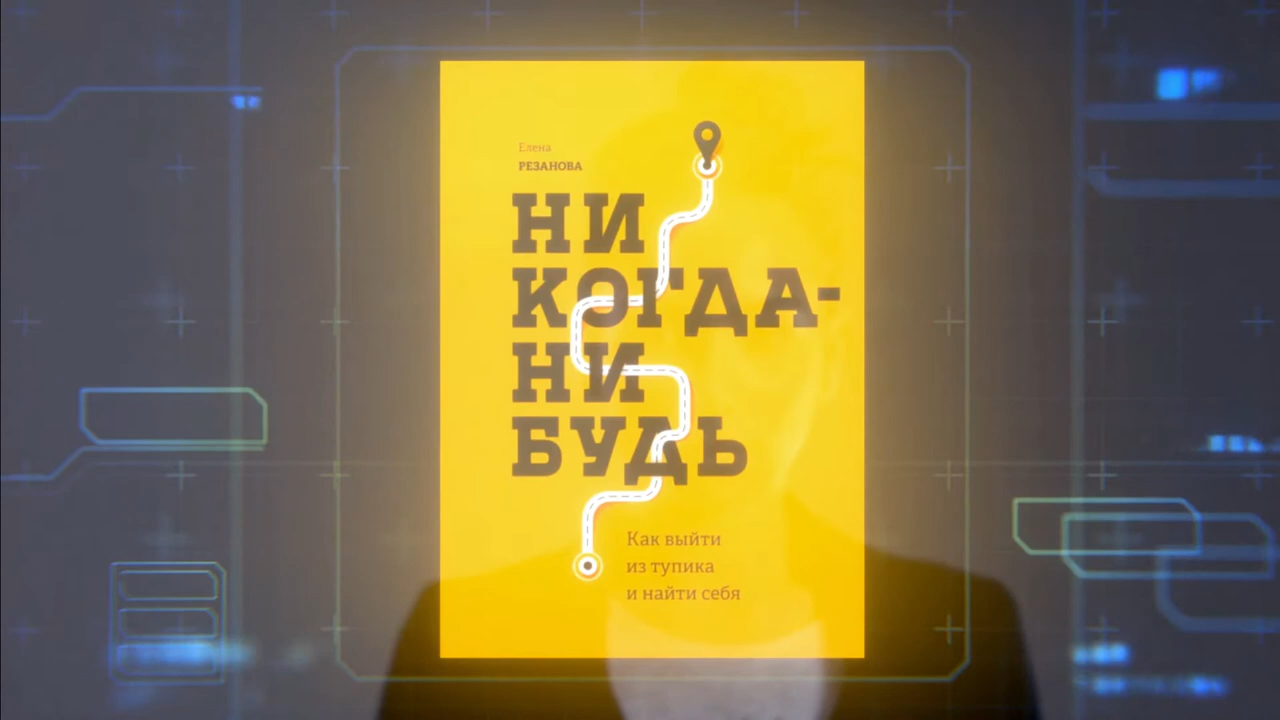 Елена
РЕЗАНОВА
НИ
КОГДА-
НИ
БУДЬ
Как выйти
из тупика
и найти себя